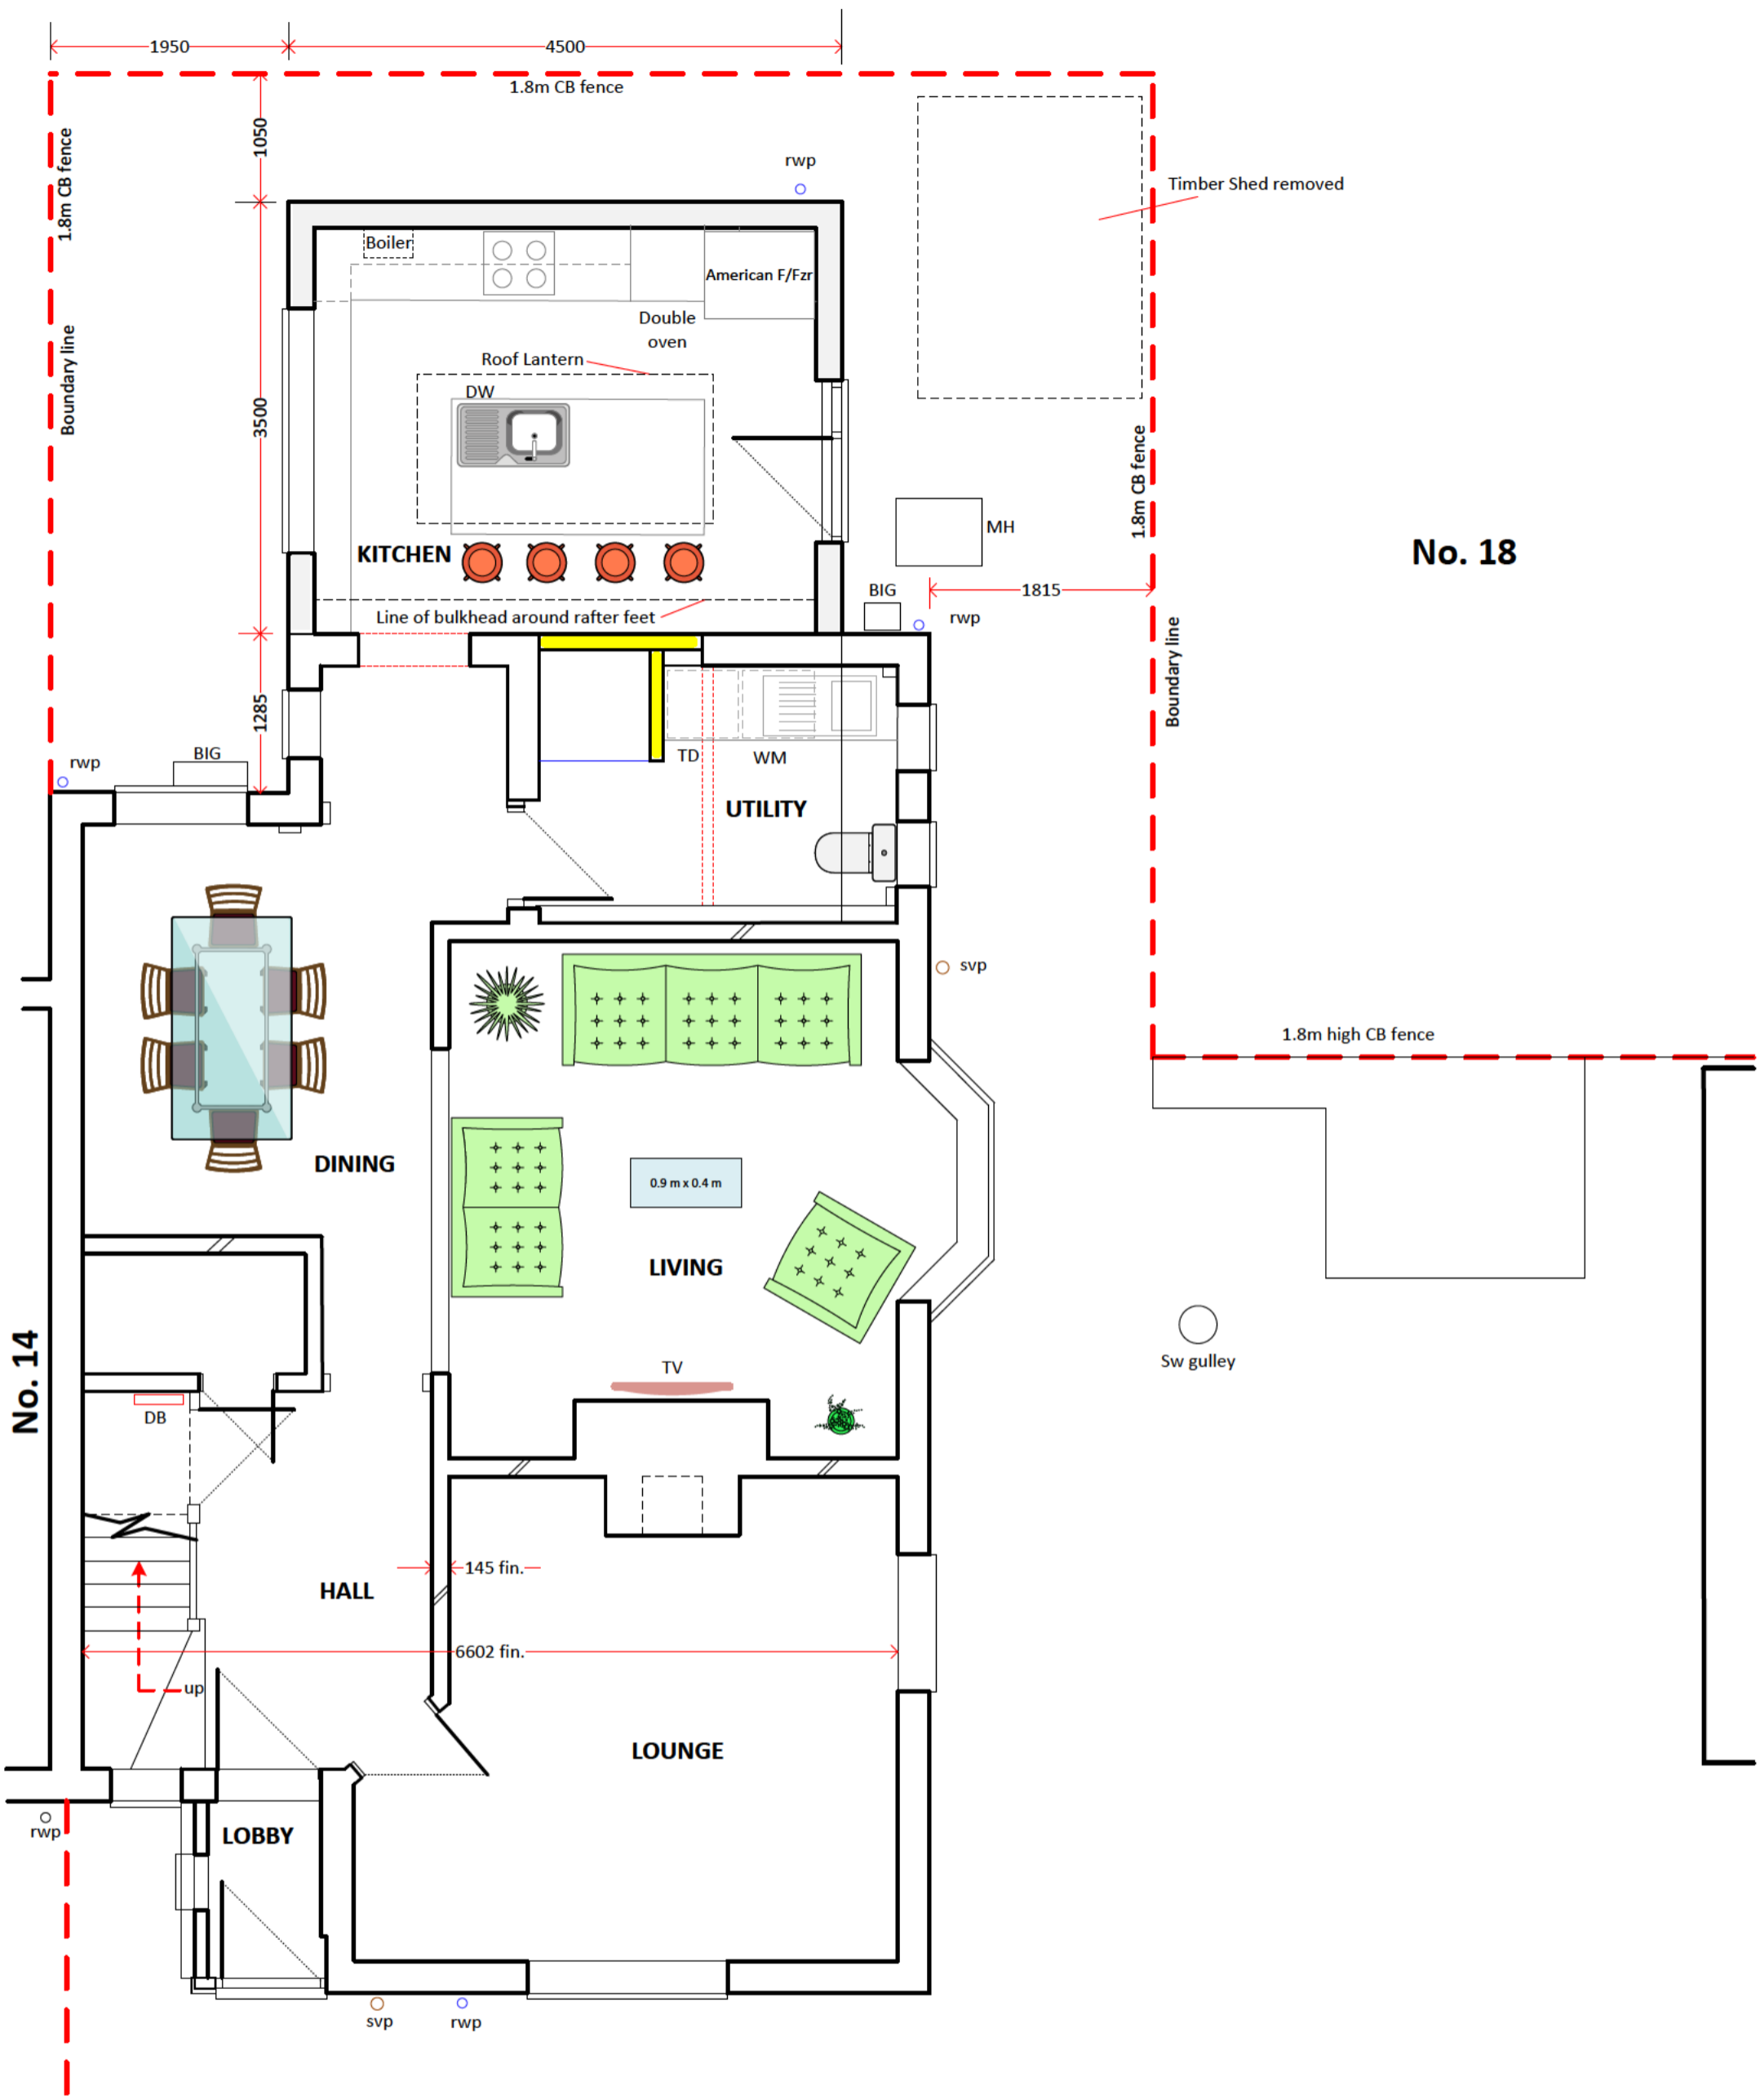 1950
4500
1.8m CB fence
1050
1.8m CB fence
rwp
Timber Shed removed
Boiler
American F/Fzr
Double
oven
Boundary line
Roof Lantern
DW
3500
1.8m CB fence
MH
No. 18
KITCHEN
BIG
1815
Line of bulkhead around rafter feet
rwp
Boundary line
1285
rwp
BIG
TD
WM
UTILITY
svp
1.8m high CB fence
DINING
0.9 m x 0.4 m
LIVING
No. 14
TV
Sw gulley
DB
145 fin.
HALL
6602 fin.
up
LOUNGE
rwp
LOBBY
svp
rwp